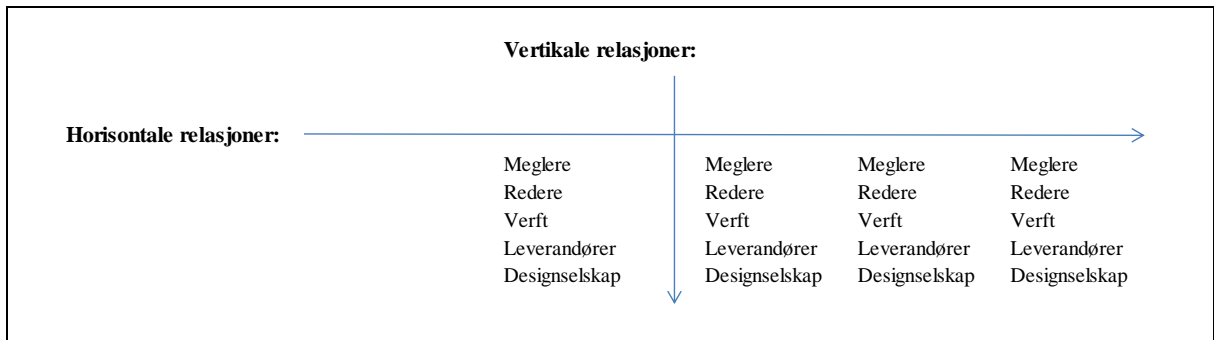 Vertikale relasjoner:
Horisontale relasjoner:
Meglere Meglere Meglere Meglere
Redere Redere Redere Redere
Verft Verft Verft Verft
Leverandører Leverandører Leverandører Leverandører
Designselskap Designselskap Designselskap Designselskap